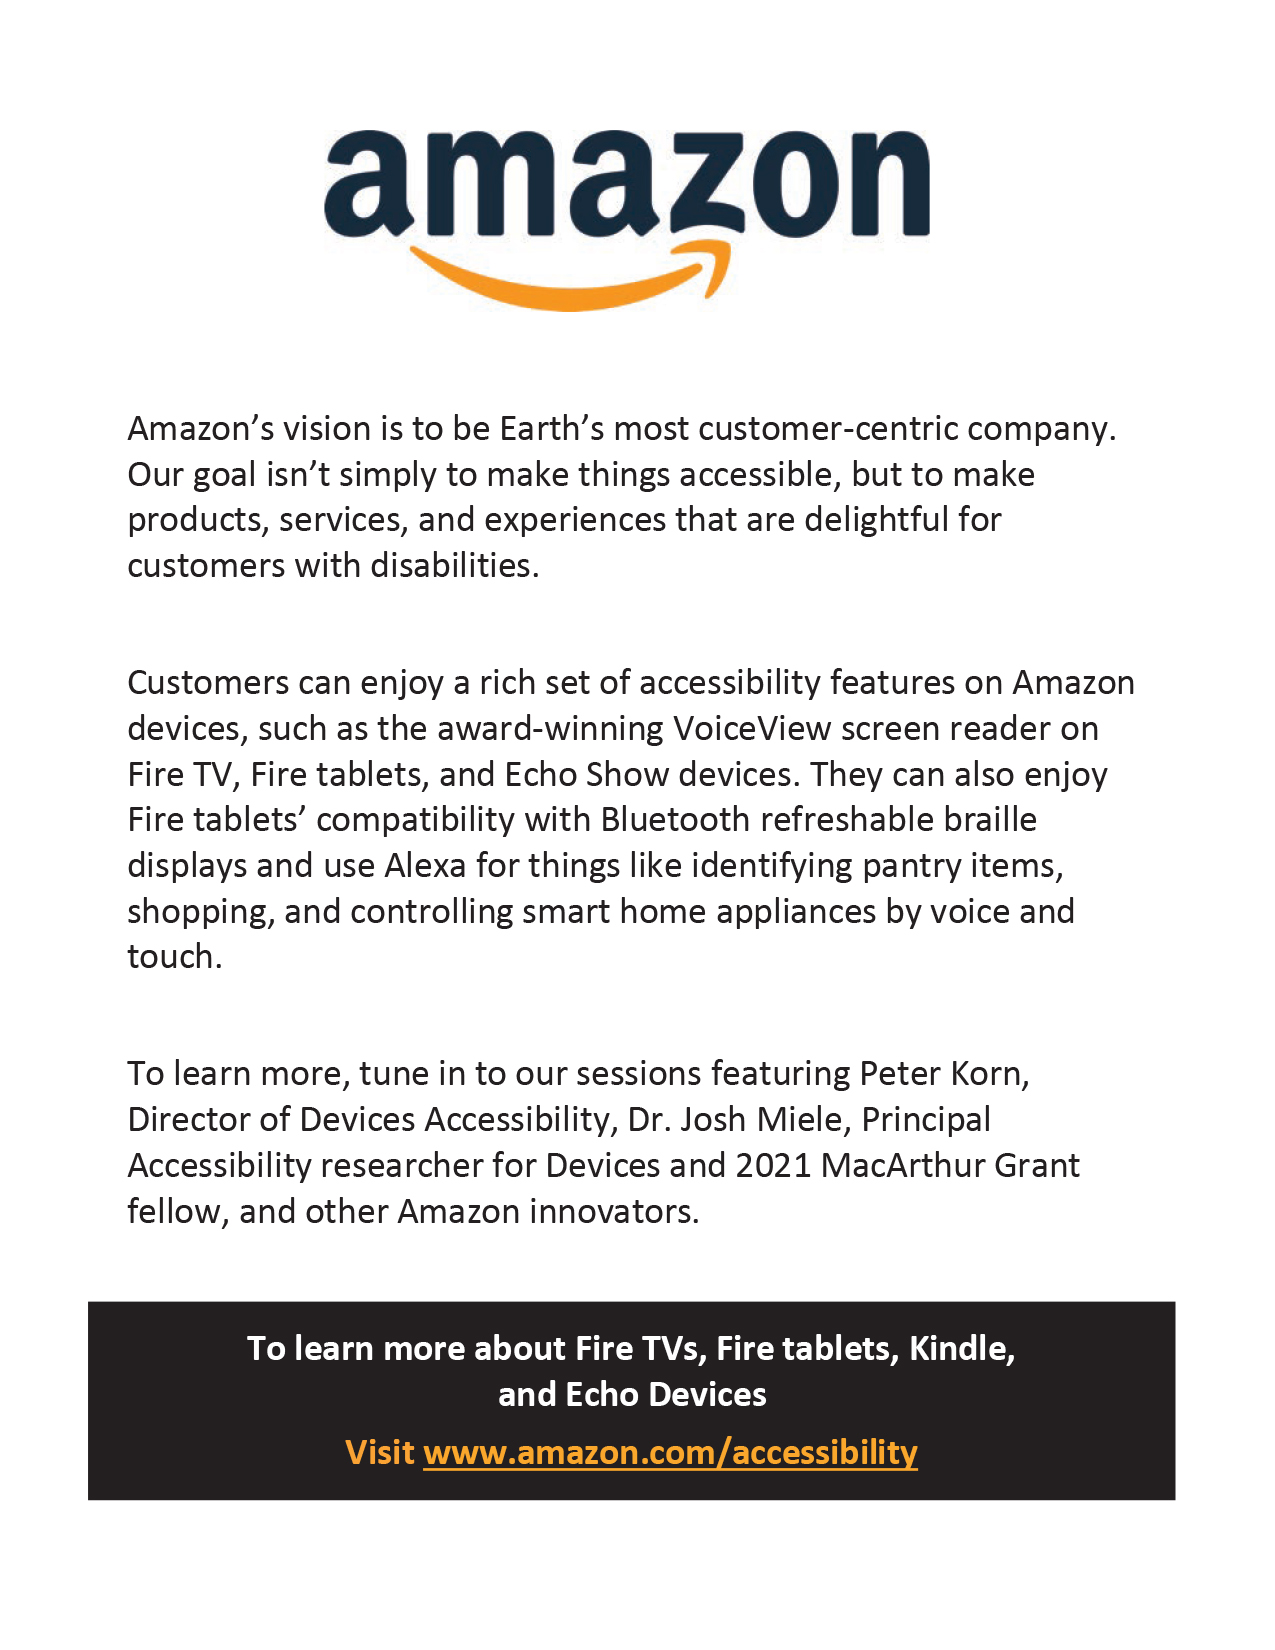 amazon
Amazon’s vision is to be Earth’s most customer-centric company.
Our goal isn’t simply to make things accessible, but to make
products, services, and experiences that are delightful for
customers with disabilities.
Customers can enjoy a rich set of accessibility features on Amazon
devices, such as the award-winning VoiceView screen reader on
Fire TV, Fire tablets, and Echo Show devices. They can also enjoy
Fire tablets’ compatibility with Bluetooth refreshable braille
displays and use Alexa for things like identifying pantry items,
shopping, and controlling smart home appliances by voice and
touch.
To learn more, tune in to our sessions featuring Peter Korn,
Director of Devices Accessibility, Dr. Josh Miele, Principal
Accessibility researcher for Devices and 2021 MacArthur Grant
fellow, and other Amazon innovators.
To learn more about Fire TVs, Fire tablets, Kindle,
and Echo Devices
Visit www.amazon.com/accessibility